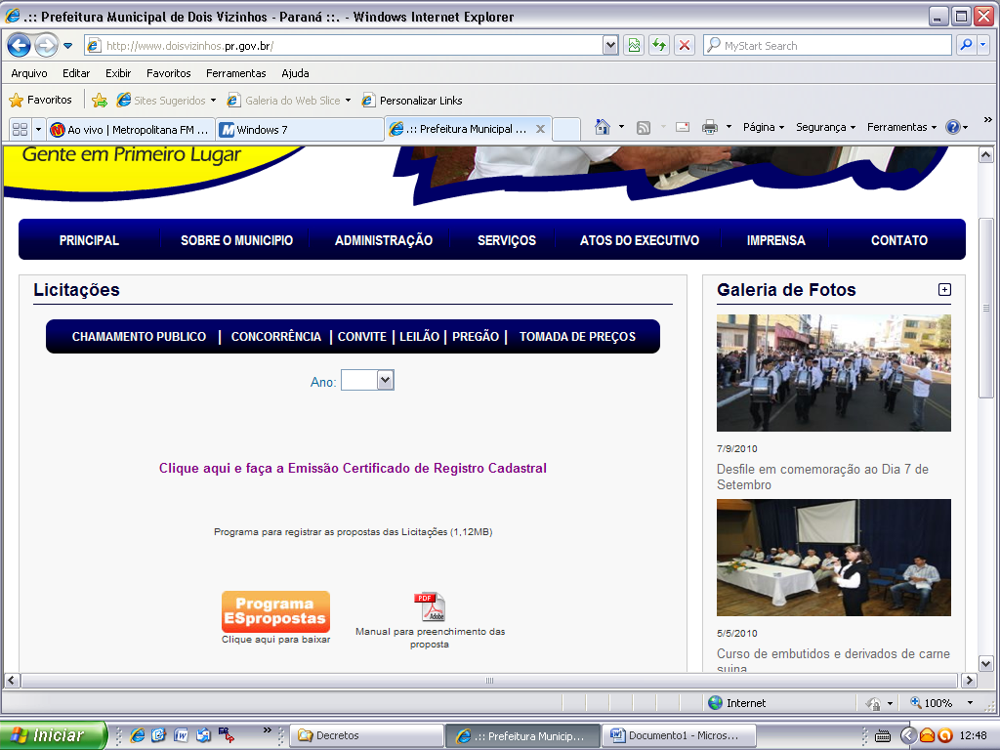 .:: Prefeitura Municipal de Dois Vizinhos - Paraná ::. - Windows Internet Explorer
http://www.doisvizinhos.pr.gov.br/
MyStart Search
Arquivo Editar Exibir Favoritos Ferramentas Ajuda
Favoritos Sites Sugeridos Galeria do Web Slice Personalizar Links
Ao vivo | Metropolitana FM ... Windows 7 .:: Prefeitura Municipal ... Página Segurança Ferramentas
Gente em Primeiro Lugar
PRINCIPAL SOBRE O MUNICIPIO ADMINISTRAÇÃO SERVIÇOS ATOS DO EXECUTIVO IMPRENSA CONTATO
Licitações
CHAMAMENTO PUBLICO | CONCORRÊNCIA | CONVITE | LEILÃO | PREGÃO | TOMADA DE PREÇOS
Ano:
Clique aqui e faça a Emissão Certificado de Registro Cadastral
Programa para registrar as propostas das Licitações (1,12MB)
Programa
ESpropostas
Clique aqui para baixar
PDF
Adobe
Manual para preenchimento das
proposta
Galeria de Fotos
7/9/2010
Desfile em comemoração ao Dia 7 de
Setembro
5/5/2010
Curso de embutidos e derivados de carne
suina
Internet 100%
Iniciar Decretos .:: Prefeitura Municip... Documento1 - Micros... 12:48